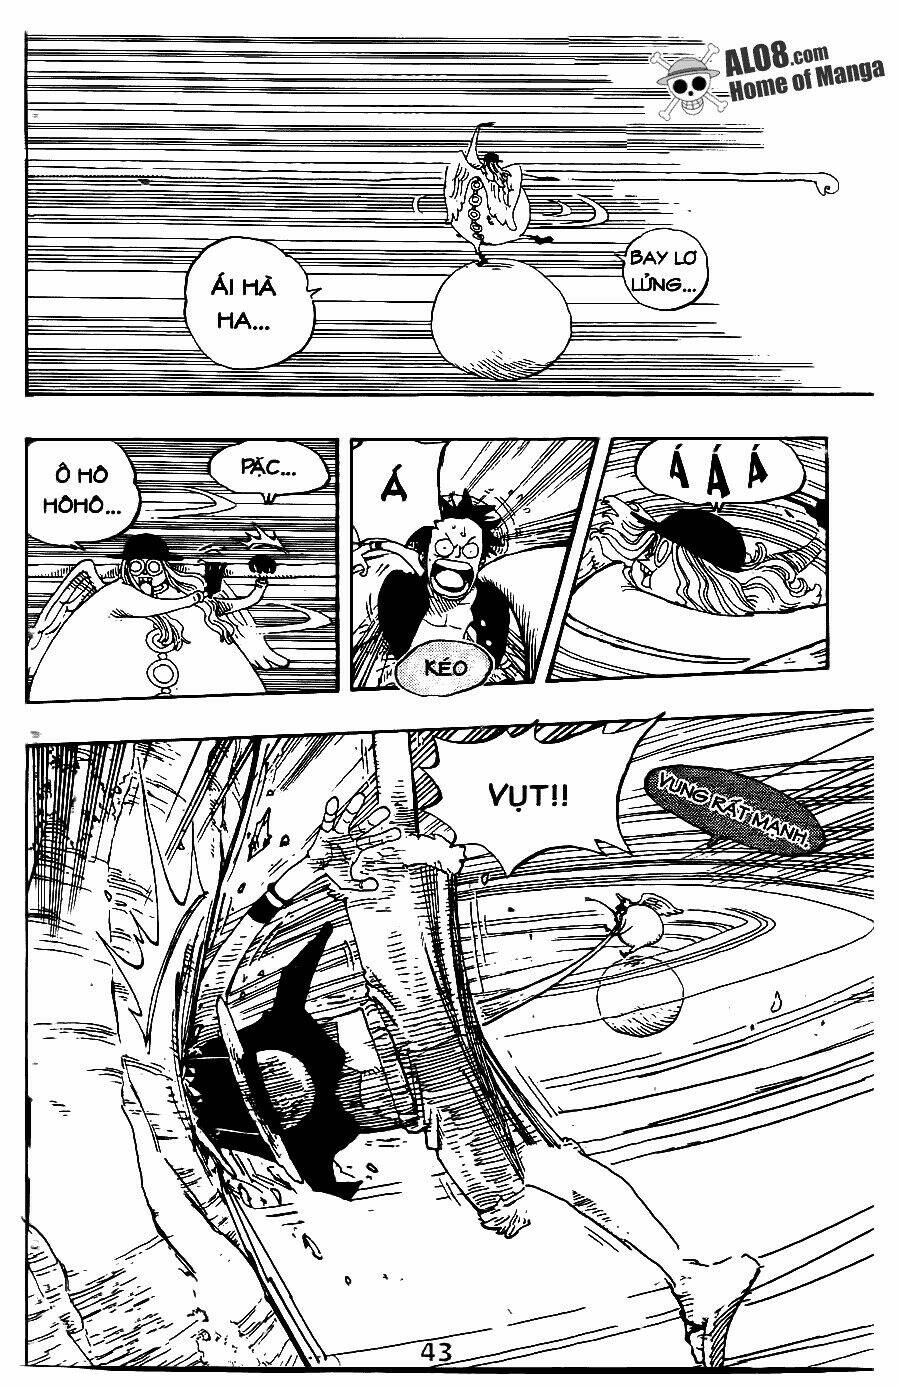 AL08.com
Home of Manga
BAY LƠ
LỬNG...
ÁI HÀ
HA...
Ô HÔ
HÔHÔ...
PẶC...
Á
KÉO
Á Á Á
VỤT!!
VUNG RẤT MẠNH.
43